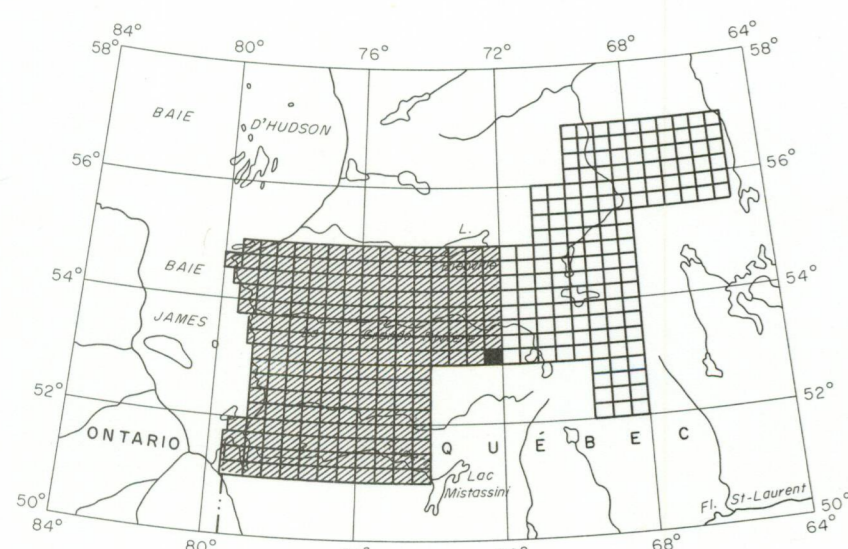 84° 80° 76° 72° 68° 64°
58° 58°
BAIE
D'HUDSON
56° 56°
L.
BAIE
54° 54°
JAMES
52° 52°
ONTARIO
QUÉBEC
Lac
Mistassini
Fl. St-Laurent
50° 50°
84° 80° 68° 64°